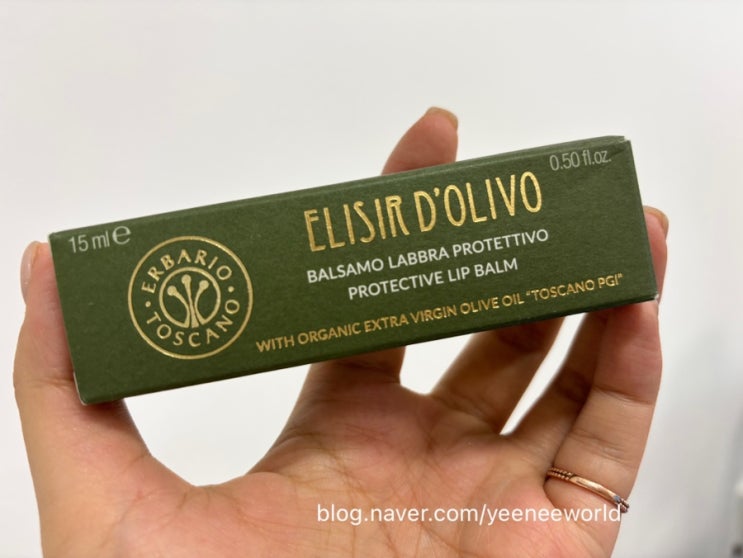 15 ml e
0.50 fl.oz.
ERBARIO
TOSCANO
ELISIR D'OLIVO
BALSAMO LABBRA PROTETTIVO
PROTECTIVE LIP BALM
WITH ORGANIC EXTRA VIRGIN OLIVE OIL "TOSCANO PGI"
blog.naver.com/yeeneeworld